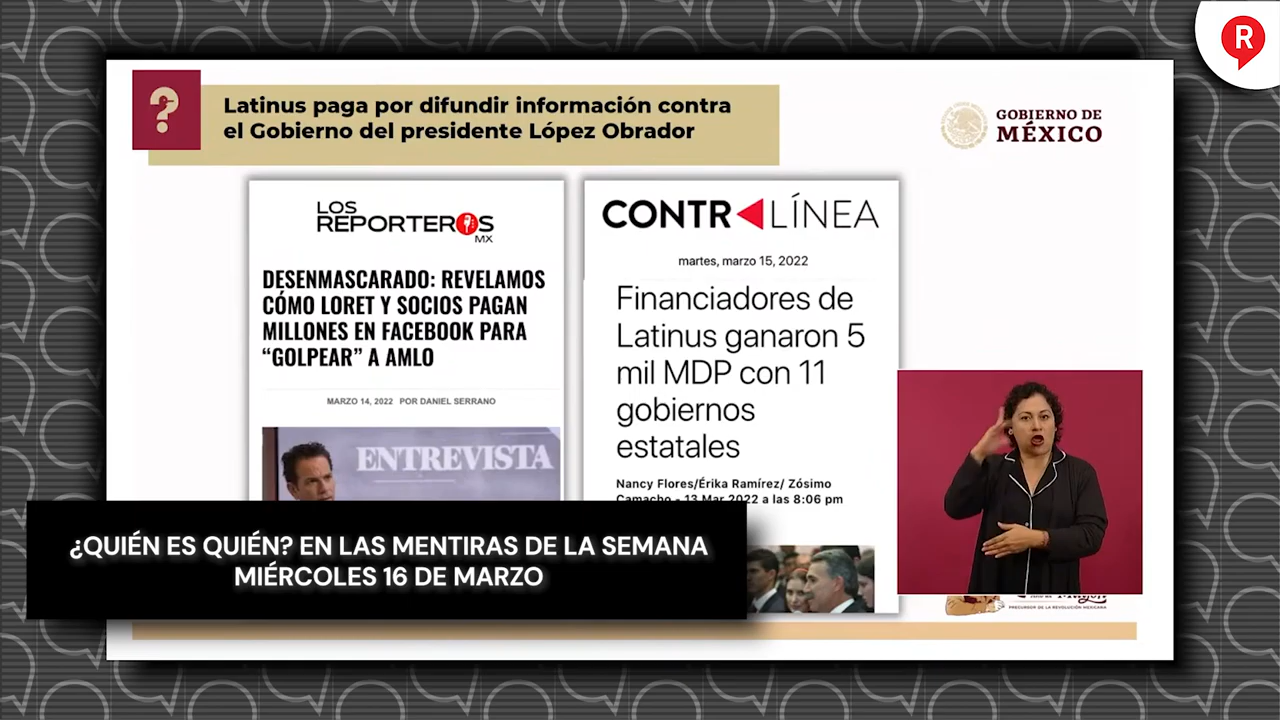 R
?
Latinus paga por difundir información contra
el Gobierno del presidente López Obrador
GOBIERNO DE
MÉXICO
LOS
REPORTEROS
MX
DESENMASCARADO: REVELAMOS
CÓMO LORET Y SOCIOS PAGAN
MILLONES EN FACEBOOK PARA
“GOLPEAR” A AMLO
MARZO 14, 2022 POR DANIEL SERRANO
ENTREVISTA
CONTRALÍNEA
martes, marzo 15, 2022
Financiadores de
Latinus ganaron 5
mil MDP con 11
gobiernos
estatales
Nancy Flores/Érika Ramírez/ Zósimo
Camacho - 13 Mar 2022 a las 8:06 pm
¿QUIÉN ES QUIÉN? EN LAS MENTIRAS DE LA SEMANA
MIÉRCOLES 16 DE MARZO
PRECURSOR DE LA REVOLUCIÓN MEXICANA